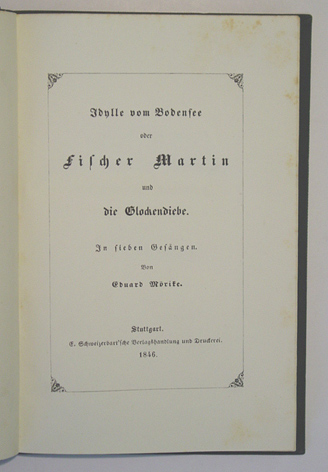 Idylle vom Bodensee
oder
Fischer Martin
und
die Glockendiebe.
In sieben Gesängen.
Von
Eduard Mörike.
Stuttgart.
E. Schweizerbart'sche Verlagshandlung und Druckerei.
1846.